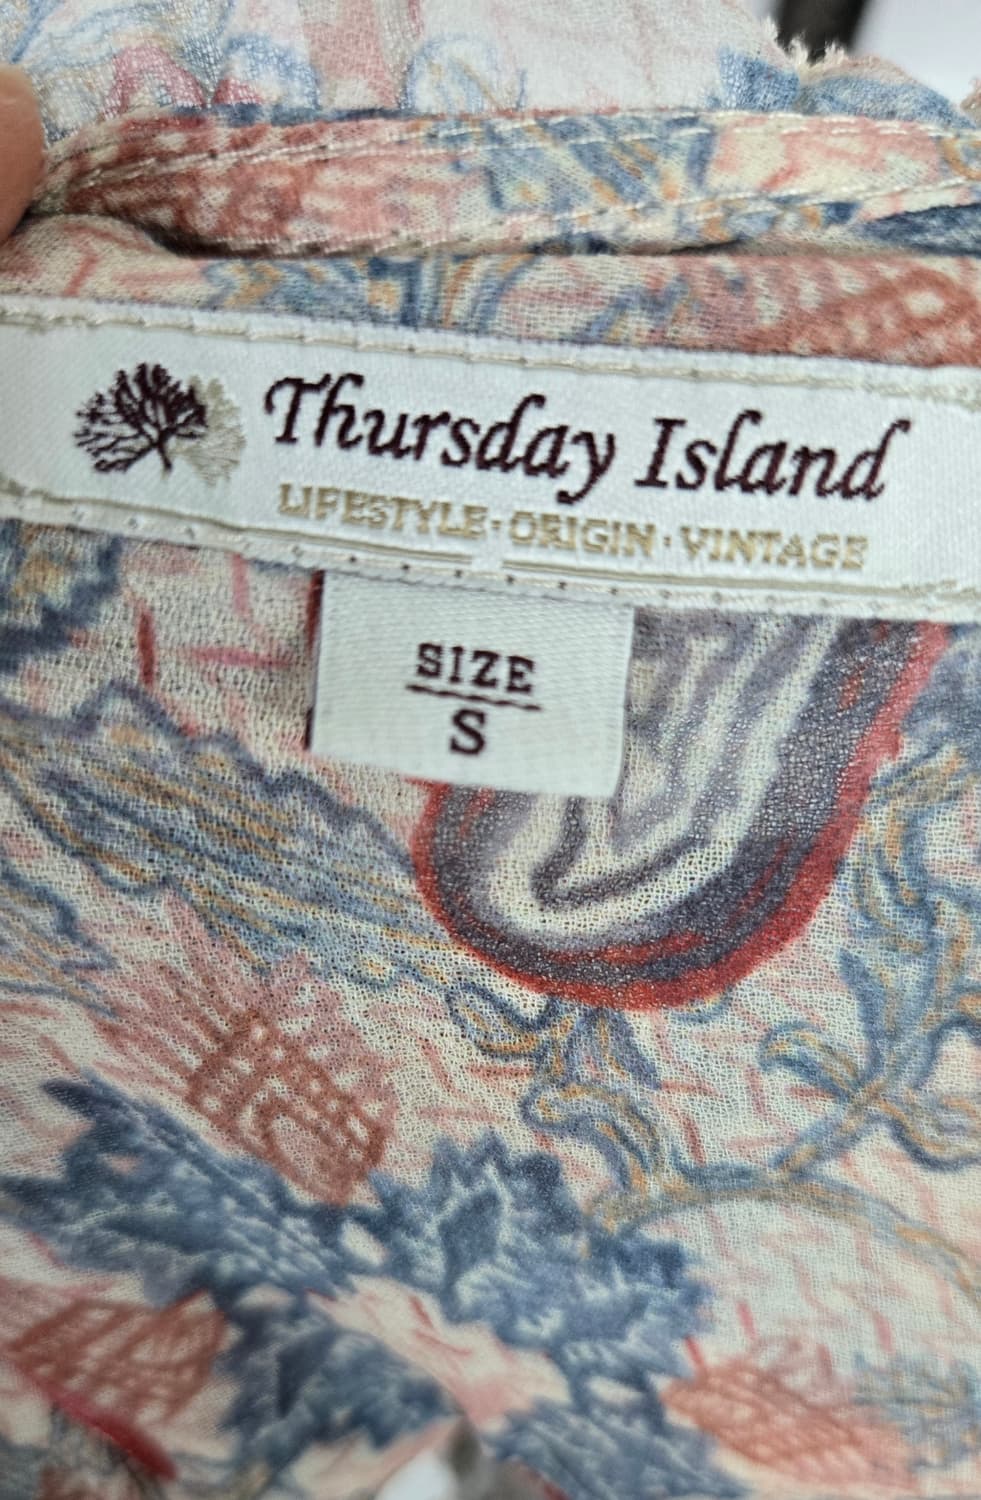 Thursday Island
LIFESTYLE · ORIGIN · VINTAGE
SIZE
S